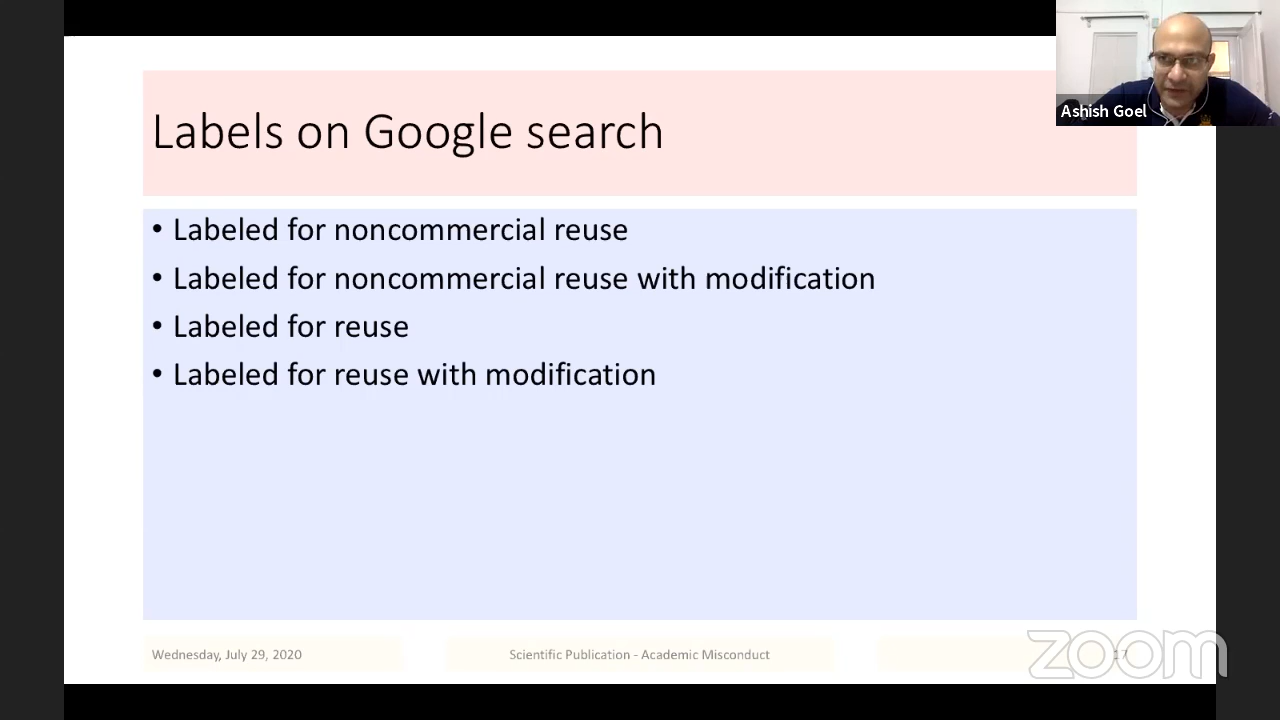 Labels on Google search
Ashish Goel
• Labeled for noncommercial reuse
• Labeled for noncommercial reuse with modification
• Labeled for reuse
• Labeled for reuse with modification
Wednesday, July 29, 2020
Scientific Publication - Academic Misconduct
17
zoom